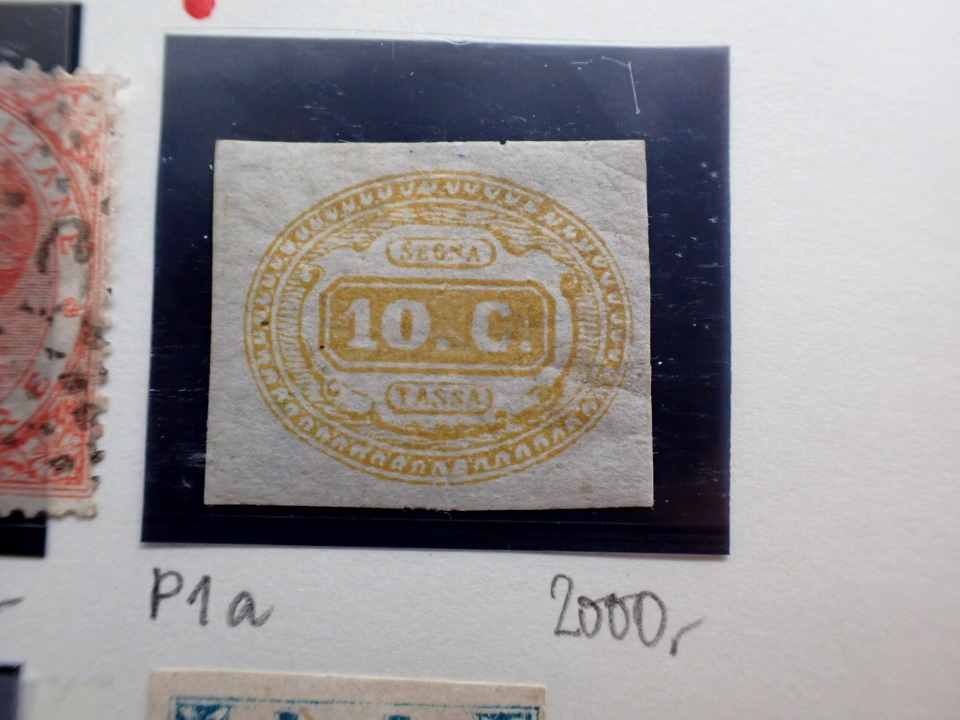 SEGNA
10. C.
TASSA
P1a
2000,-